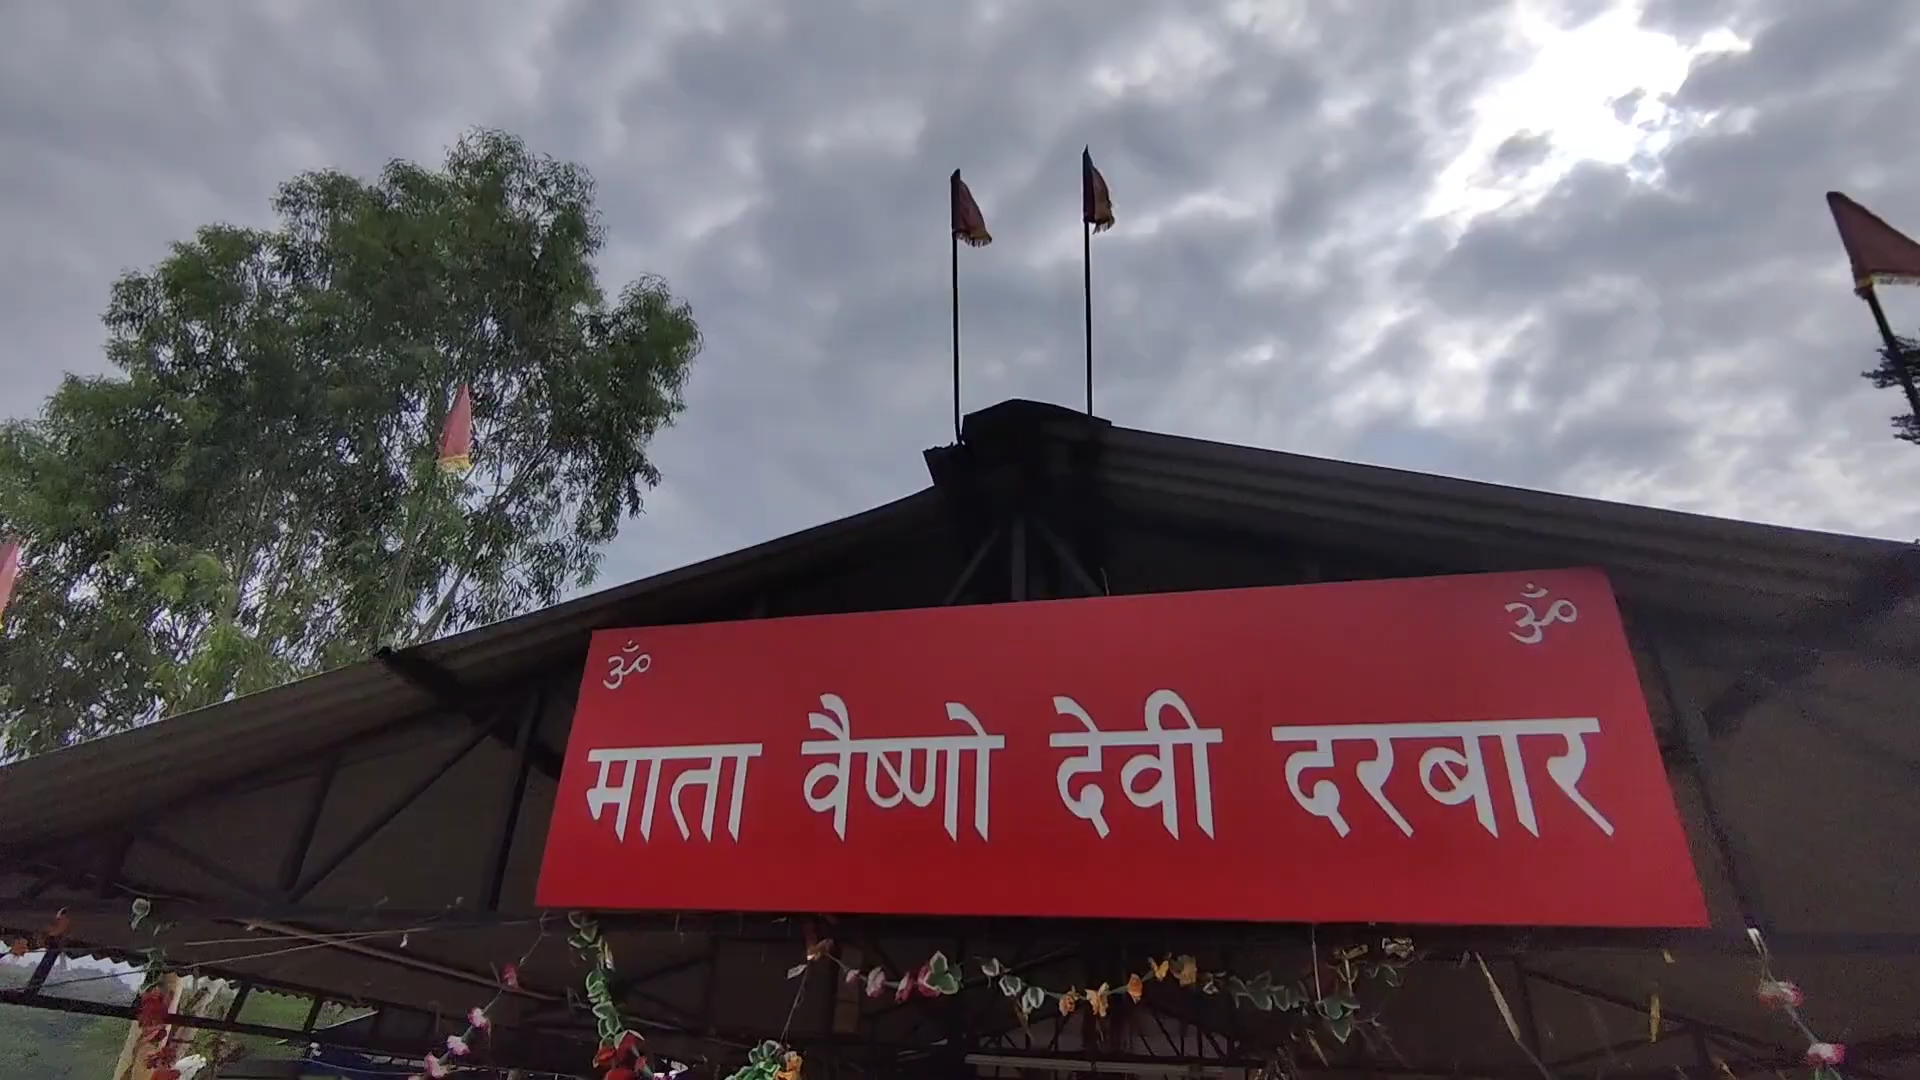 ॐ ॐ
माता वैष्णो देवी दरबार